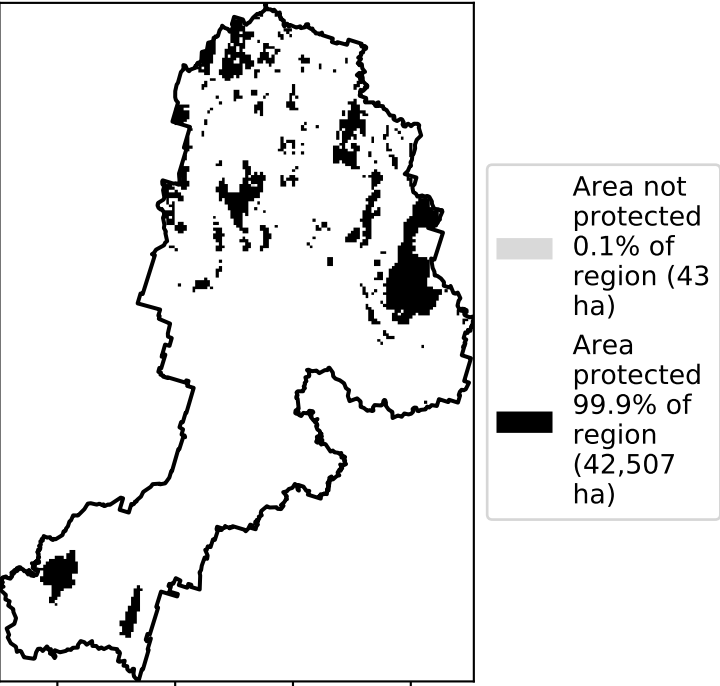 Area not
protected
0.1% of
region (43
ha)
Area
protected
99.9% of
region
(42,507
ha)